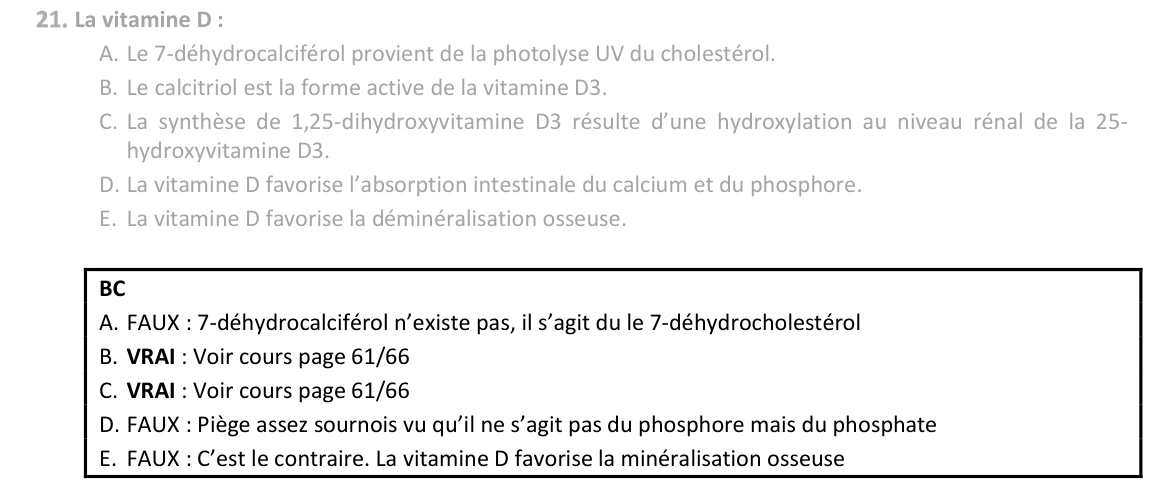 21. La vitamine D :
A. Le 7-déhydrocalciférol provient de la photolyse UV du cholestérol.
B. Le calcitriol est la forme active de la vitamine D3.
C. La synthèse de 1,25-dihydroxyvitamine D3 résulte d’une hydroxylation au niveau rénal de la 25-
hydroxyvitamine D3.
D. La vitamine D favorise l’absorption intestinale du calcium et du phosphore.
E. La vitamine D favorise la déminéralisation osseuse.
BC
A. FAUX : 7-déhydrocalciférol n’existe pas, il s’agit du le 7-déhydrocholestérol
B. VRAI : Voir cours page 61/66
C. VRAI : Voir cours page 61/66
D. FAUX : Piège assez sournois vu qu’il ne s’agit pas du phosphore mais du phosphate
E. FAUX : C’est le contraire. La vitamine D favorise la minéralisation osseuse